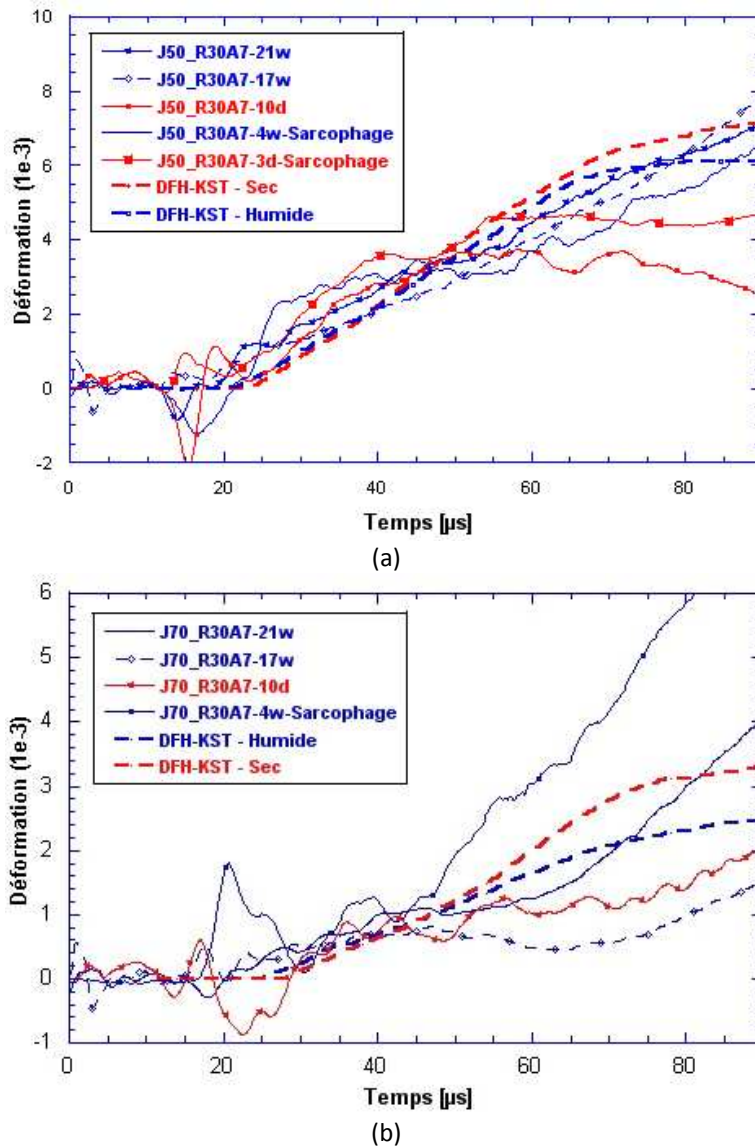 10
8
6
4
2
0
-2
Déformation (1e-3)
J50_R30A7-21w
J50_R30A7-17w
J50_R30A7-10d
J50_R30A7-4w-Sarcophage
J50_R30A7-3d-Sarcophage
DFH-KST - Sec
DFH-KST - Humide
0 20 40 60 80
Temps [µs]
(a)
6
5
4
3
2
1
0
-1
Déformation (1e-3)
J70_R30A7-21w
J70_R30A7-17w
J70_R30A7-10d
J70_R30A7-4w-Sarcophage
DFH-KST - Humide
DFH-KST - Sec
0 20 40 60 80
Temps [µs]
(b)